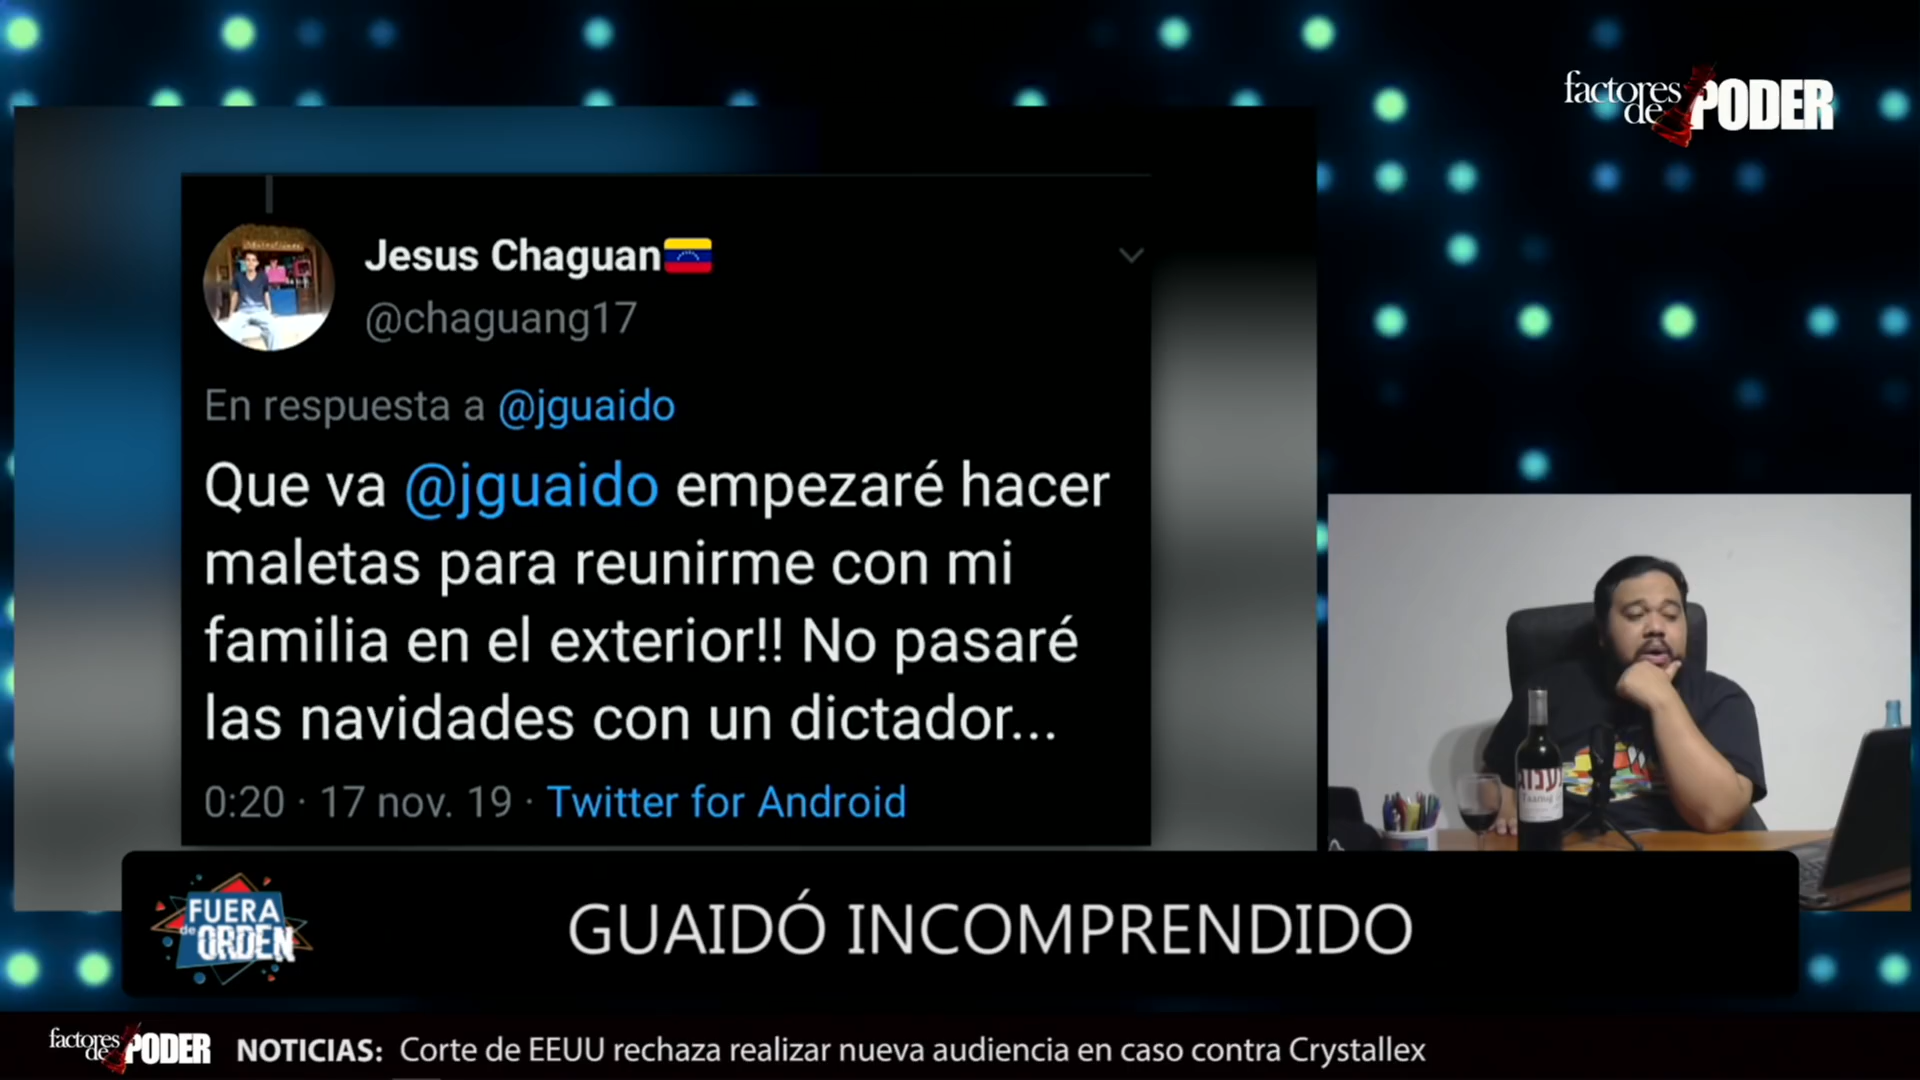 factores
de PODER
Jesus Chaguan
@chaguang17
En respuesta a @jguaido
Que va @jguaido empezaré hacer
maletas para reunirme con mi
familia en el exterior!! No pasaré
las navidades con un dictador...
0:20 · 17 nov. 19 · Twitter for Android
FUERA
de ORDEN
GUAIDÓ INCOMPRENDIDO
factores
de PODER
NOTICIAS: Corte de EEUU rechaza realizar nueva audiencia en caso contra Crystallex